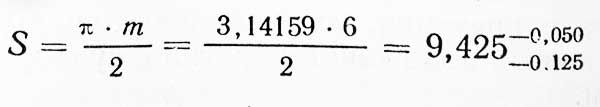 S = π · m / 2 = 3,14159 · 6 / 2 = 9,425 −0,050 −0.125